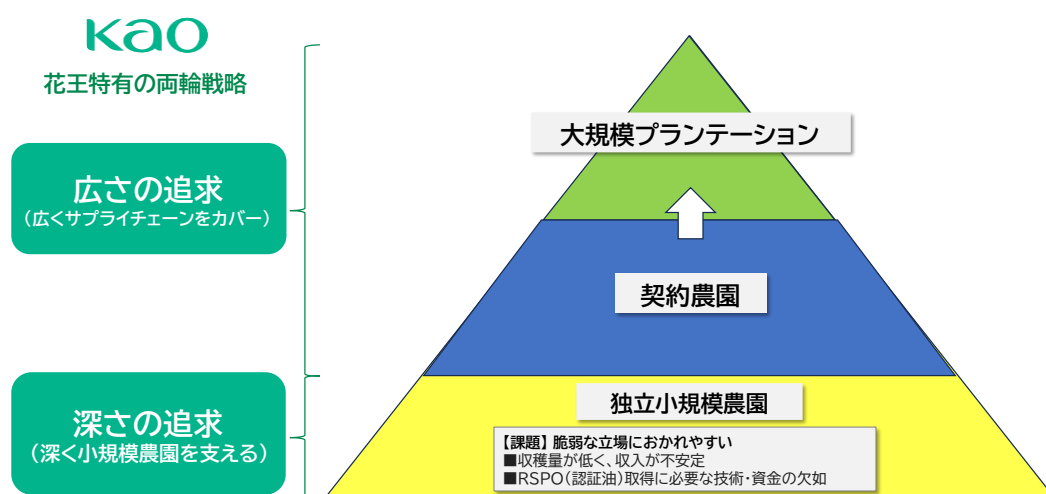 Kao
花王特有の両輪戦略
広さの追求
(広くサプライチェーンをカバー)
深さの追求
(深く小規模農園を支える)
大規模プランテーション
契約農園
独立小規模農園
【課題】 脆弱な立場におかれやすい
■収穫量が低く、収入が不安定
■RSPO(認証油)取得に必要な技術・資金の欠如